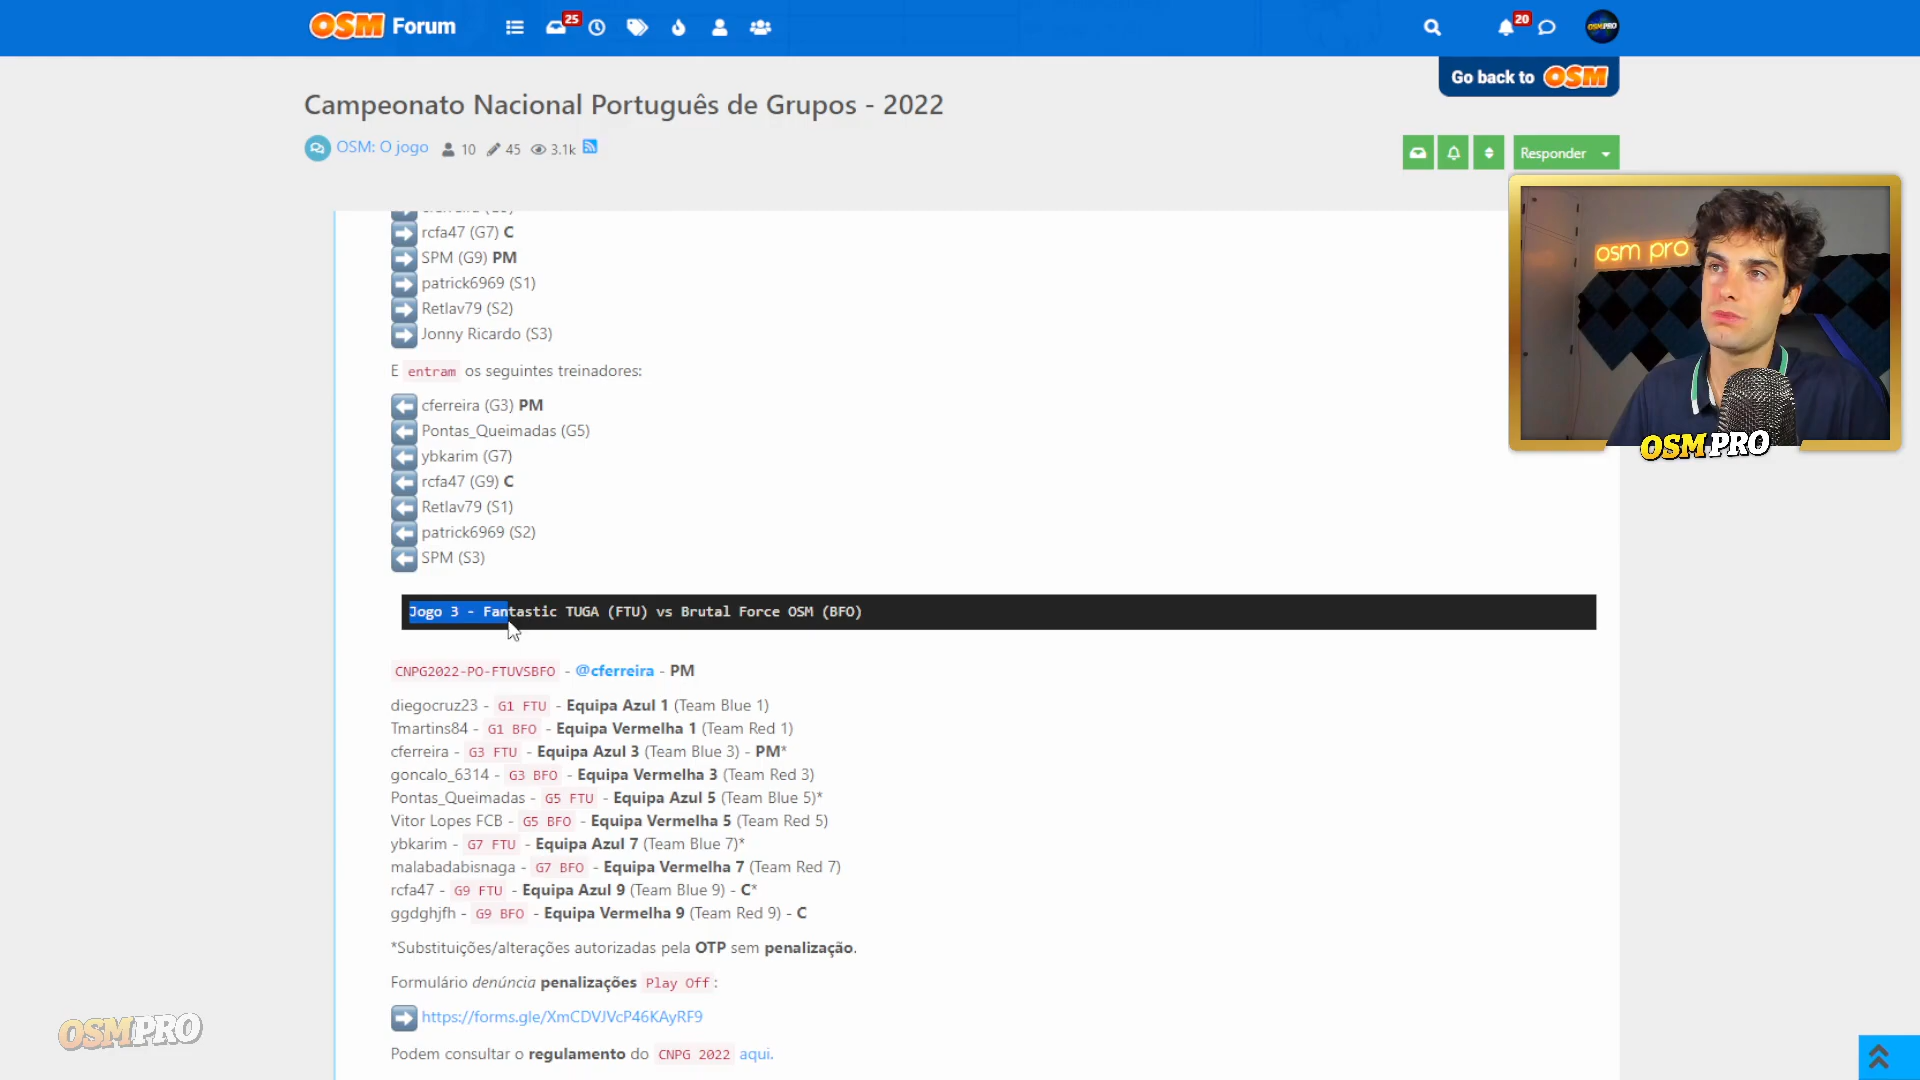 OSM Forum
25
20
Go back to OSM
Campeonato Nacional Português de Grupos - 2022
OSM: O jogo 10 45 3.1k
Responder
rcfa47 (G7) C
SPM (G9) PM
patrick6969 (S1)
Retlav79 (S2)
Jonny Ricardo (S3)
E entram os seguintes treinadores:
cferreira (G3) PM
Pontas_Queimadas (G5)
ybkarim (G7)
rcfa47 (G9) C
Retlav79 (S1)
patrick6969 (S2)
SPM (S3)
Jogo 3 - Fantastic TUGA (FTU) vs Brutal Force OSM (BFO)
CNPG2022-PO-FTUVSBFO - @cferreira - PM
diegocruz23 - G1 FTU - Equipa Azul 1 (Team Blue 1)
Tmartins84 - G1 BFO - Equipa Vermelha 1 (Team Red 1)
cferreira - G3 FTU - Equipa Azul 3 (Team Blue 3) - PM*
goncalo_6314 - G3 BFO - Equipa Vermelha 3 (Team Red 3)
Pontas_Queimadas - G5 FTU - Equipa Azul 5 (Team Blue 5)*
Vitor Lopes FCB - G5 BFO - Equipa Vermelha 5 (Team Red 5)
ybkarim - G7 FTU - Equipa Azul 7 (Team Blue 7)*
malabadabisnaga - G7 BFO - Equipa Vermelha 7 (Team Red 7)
rcfa47 - G9 FTU - Equipa Azul 9 (Team Blue 9) - C*
ggdghjfh - G9 BFO - Equipa Vermelha 9 (Team Red 9) - C
*Substituições/alterações autorizadas pela OTP sem penalização.
Formulário denúncia penalizações Play Off :
https://forms.gle/XmCDVJVcP46KAyRF9
Podem consultar o regulamento do CNPG 2022 aqui.
osm pro
OSM PRO
OSMPRO